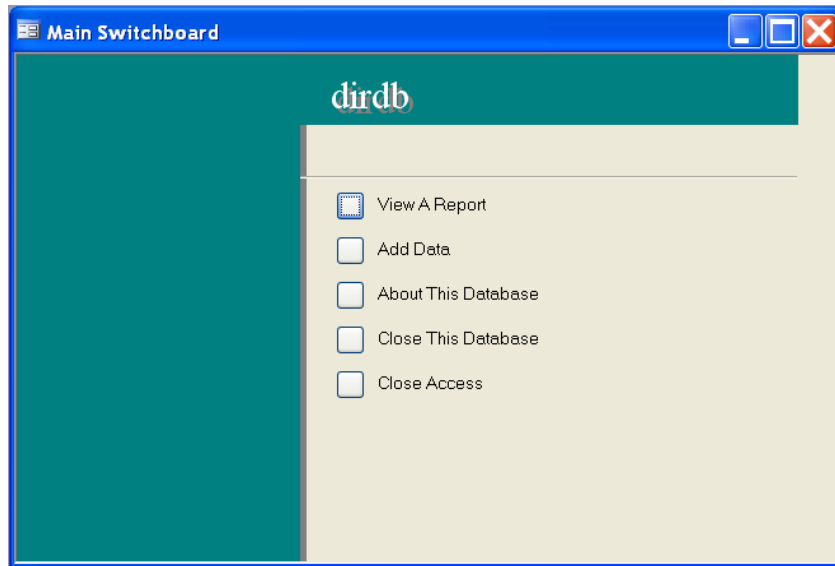 Main Switchboard
dirdb
View A Report
Add Data
About This Database
Close This Database
Close Access